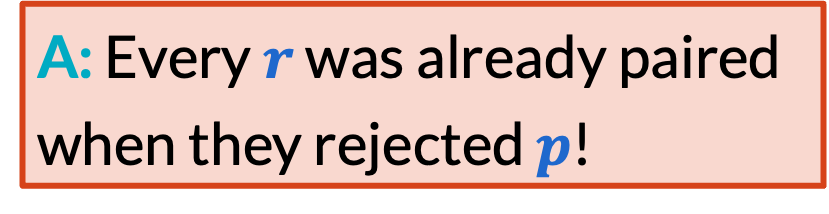 A: Every r was already paired
when they rejected p!